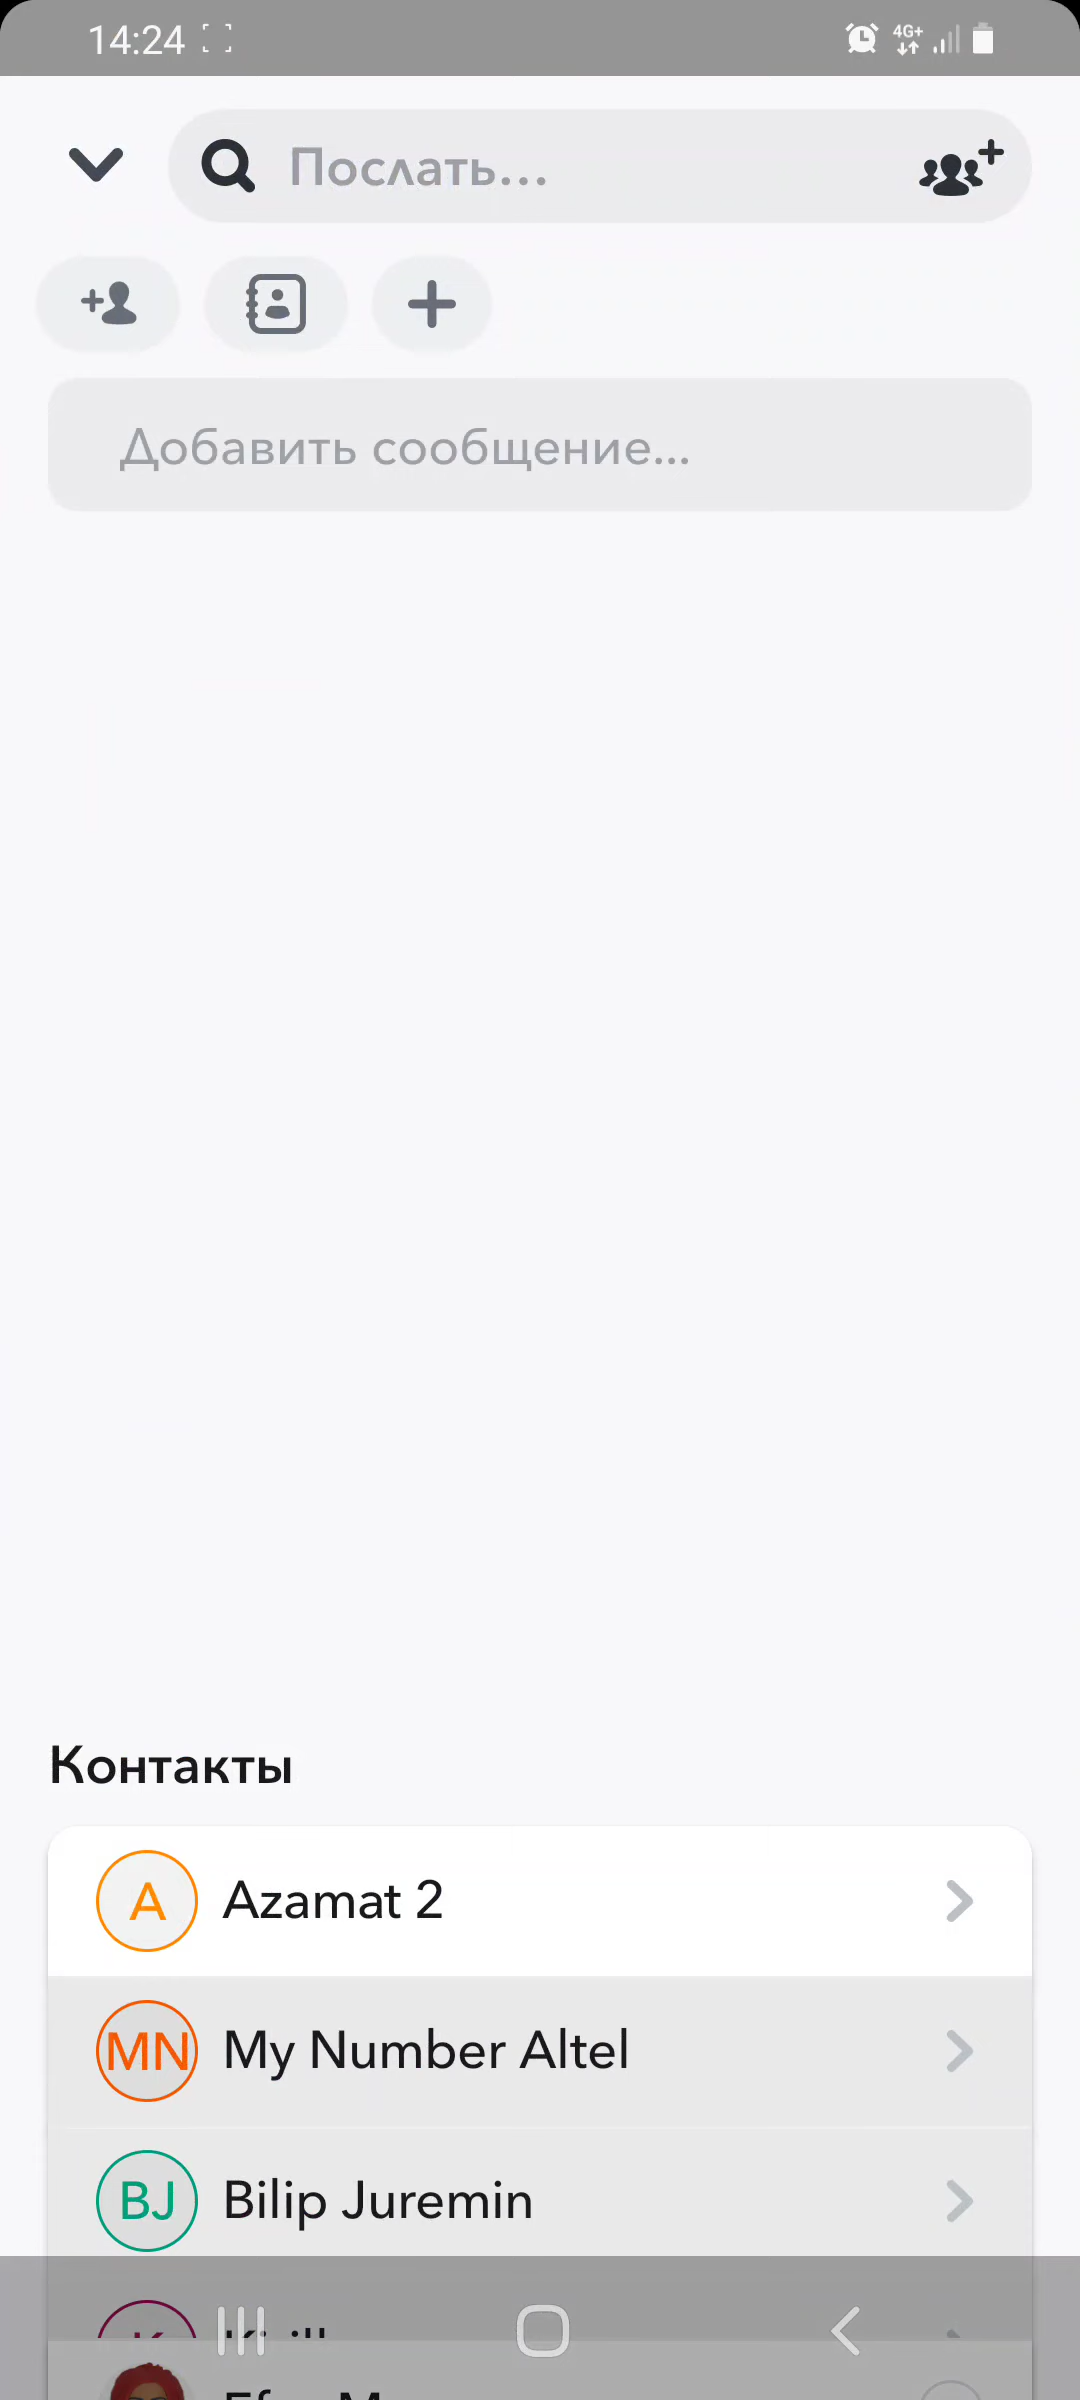 14:24
4G+
Послать...
Добавить сообщение...
Контакты
A Azamat 2
MN My Number Altel
BJ Bilip Juremin